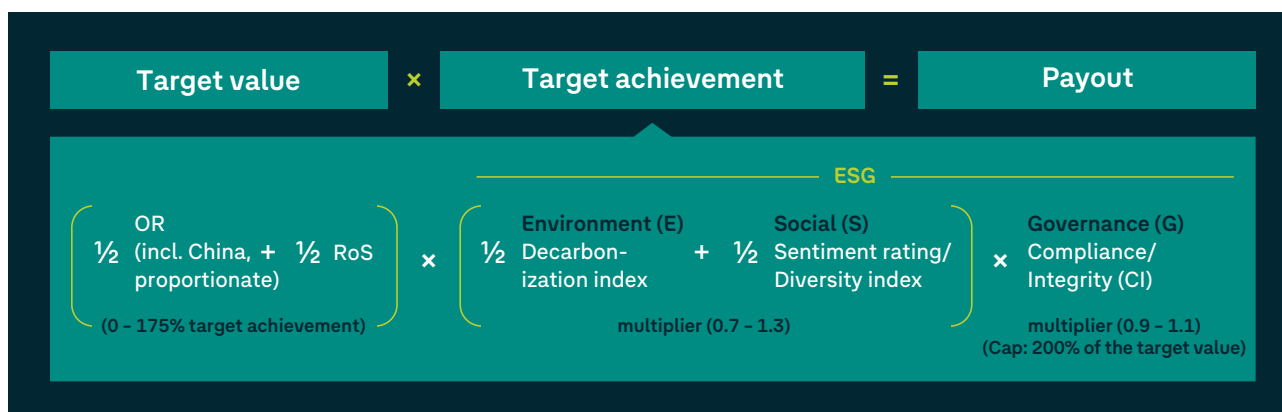 Target value × Target achievement = Payout
ESG
½ OR (incl. China, proportionate) + ½ RoS
(0 – 175% target achievement)
×
½ Environment (E)
Decarbon-
ization index
+
½ Social (S)
Sentiment rating/
Diversity index
multiplier (0.7 – 1.3)
×
Governance (G)
Compliance/
Integrity (CI)
multiplier (0.9 – 1.1)
(Cap: 200% of the target value)